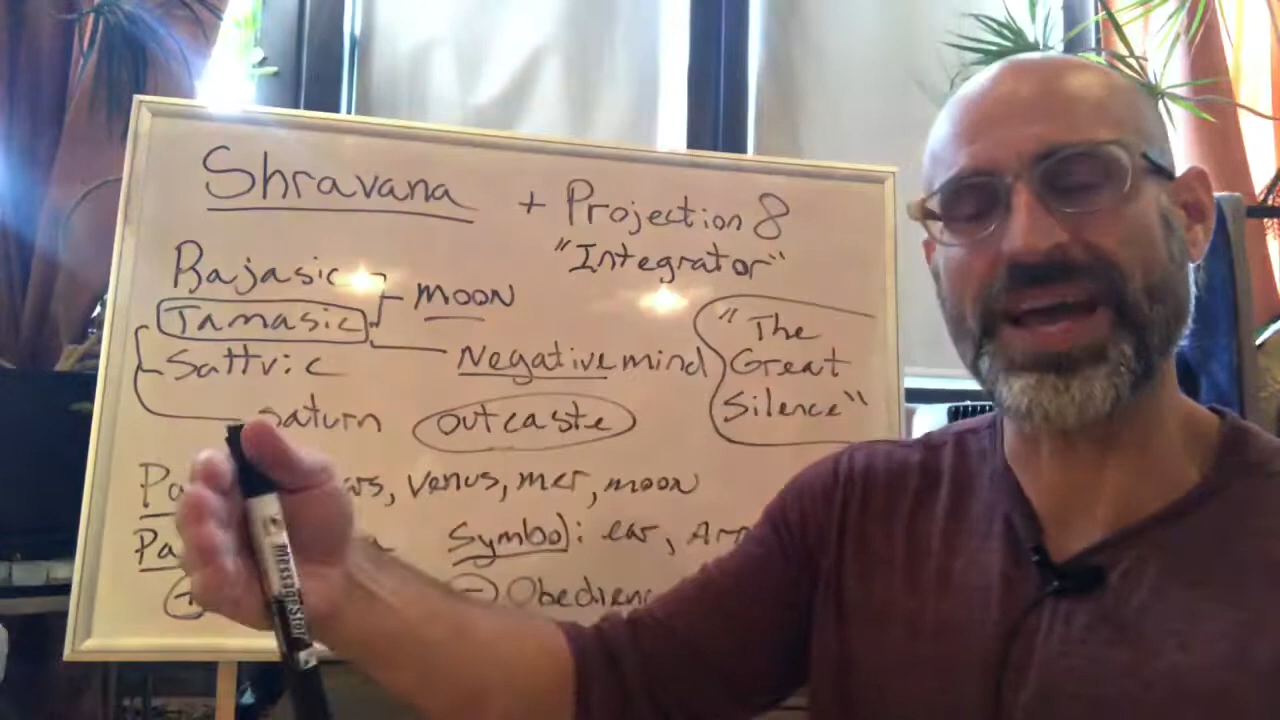 Shravana + Projection 8
"Integrator"
Rajasic
moon
Tamasic
"The
Sattvic
Negative mind
Great
Silence"
saturn
outcaste
venus, mer, moon
Symbol: ear,